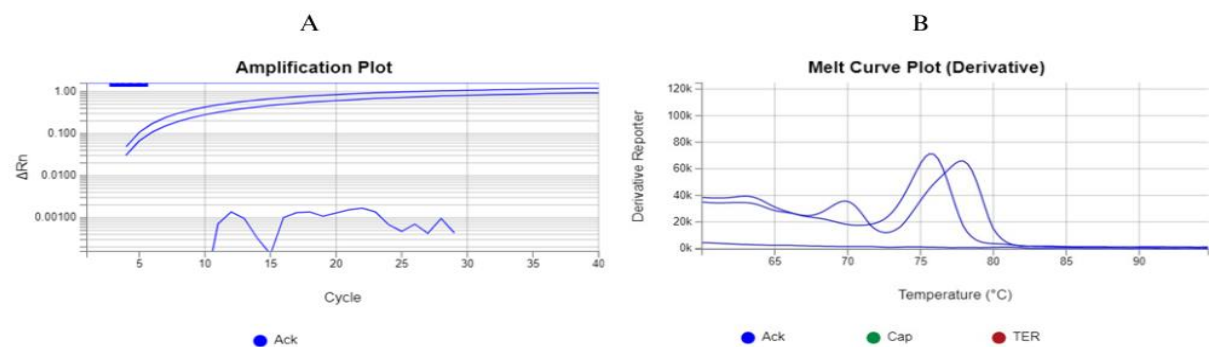 A
B
Amplification Plot
1.00
0.100
0.0100
0.00100
ΔRn
5
10
15
20
25
30
35
40
Cycle
Ack
Melt Curve Plot (Derivative)
120k
100k
80k
60k
40k
20k
0k
Derivative Reporter
65
70
75
80
85
90
Temperature (°C)
Ack
Cap
TER